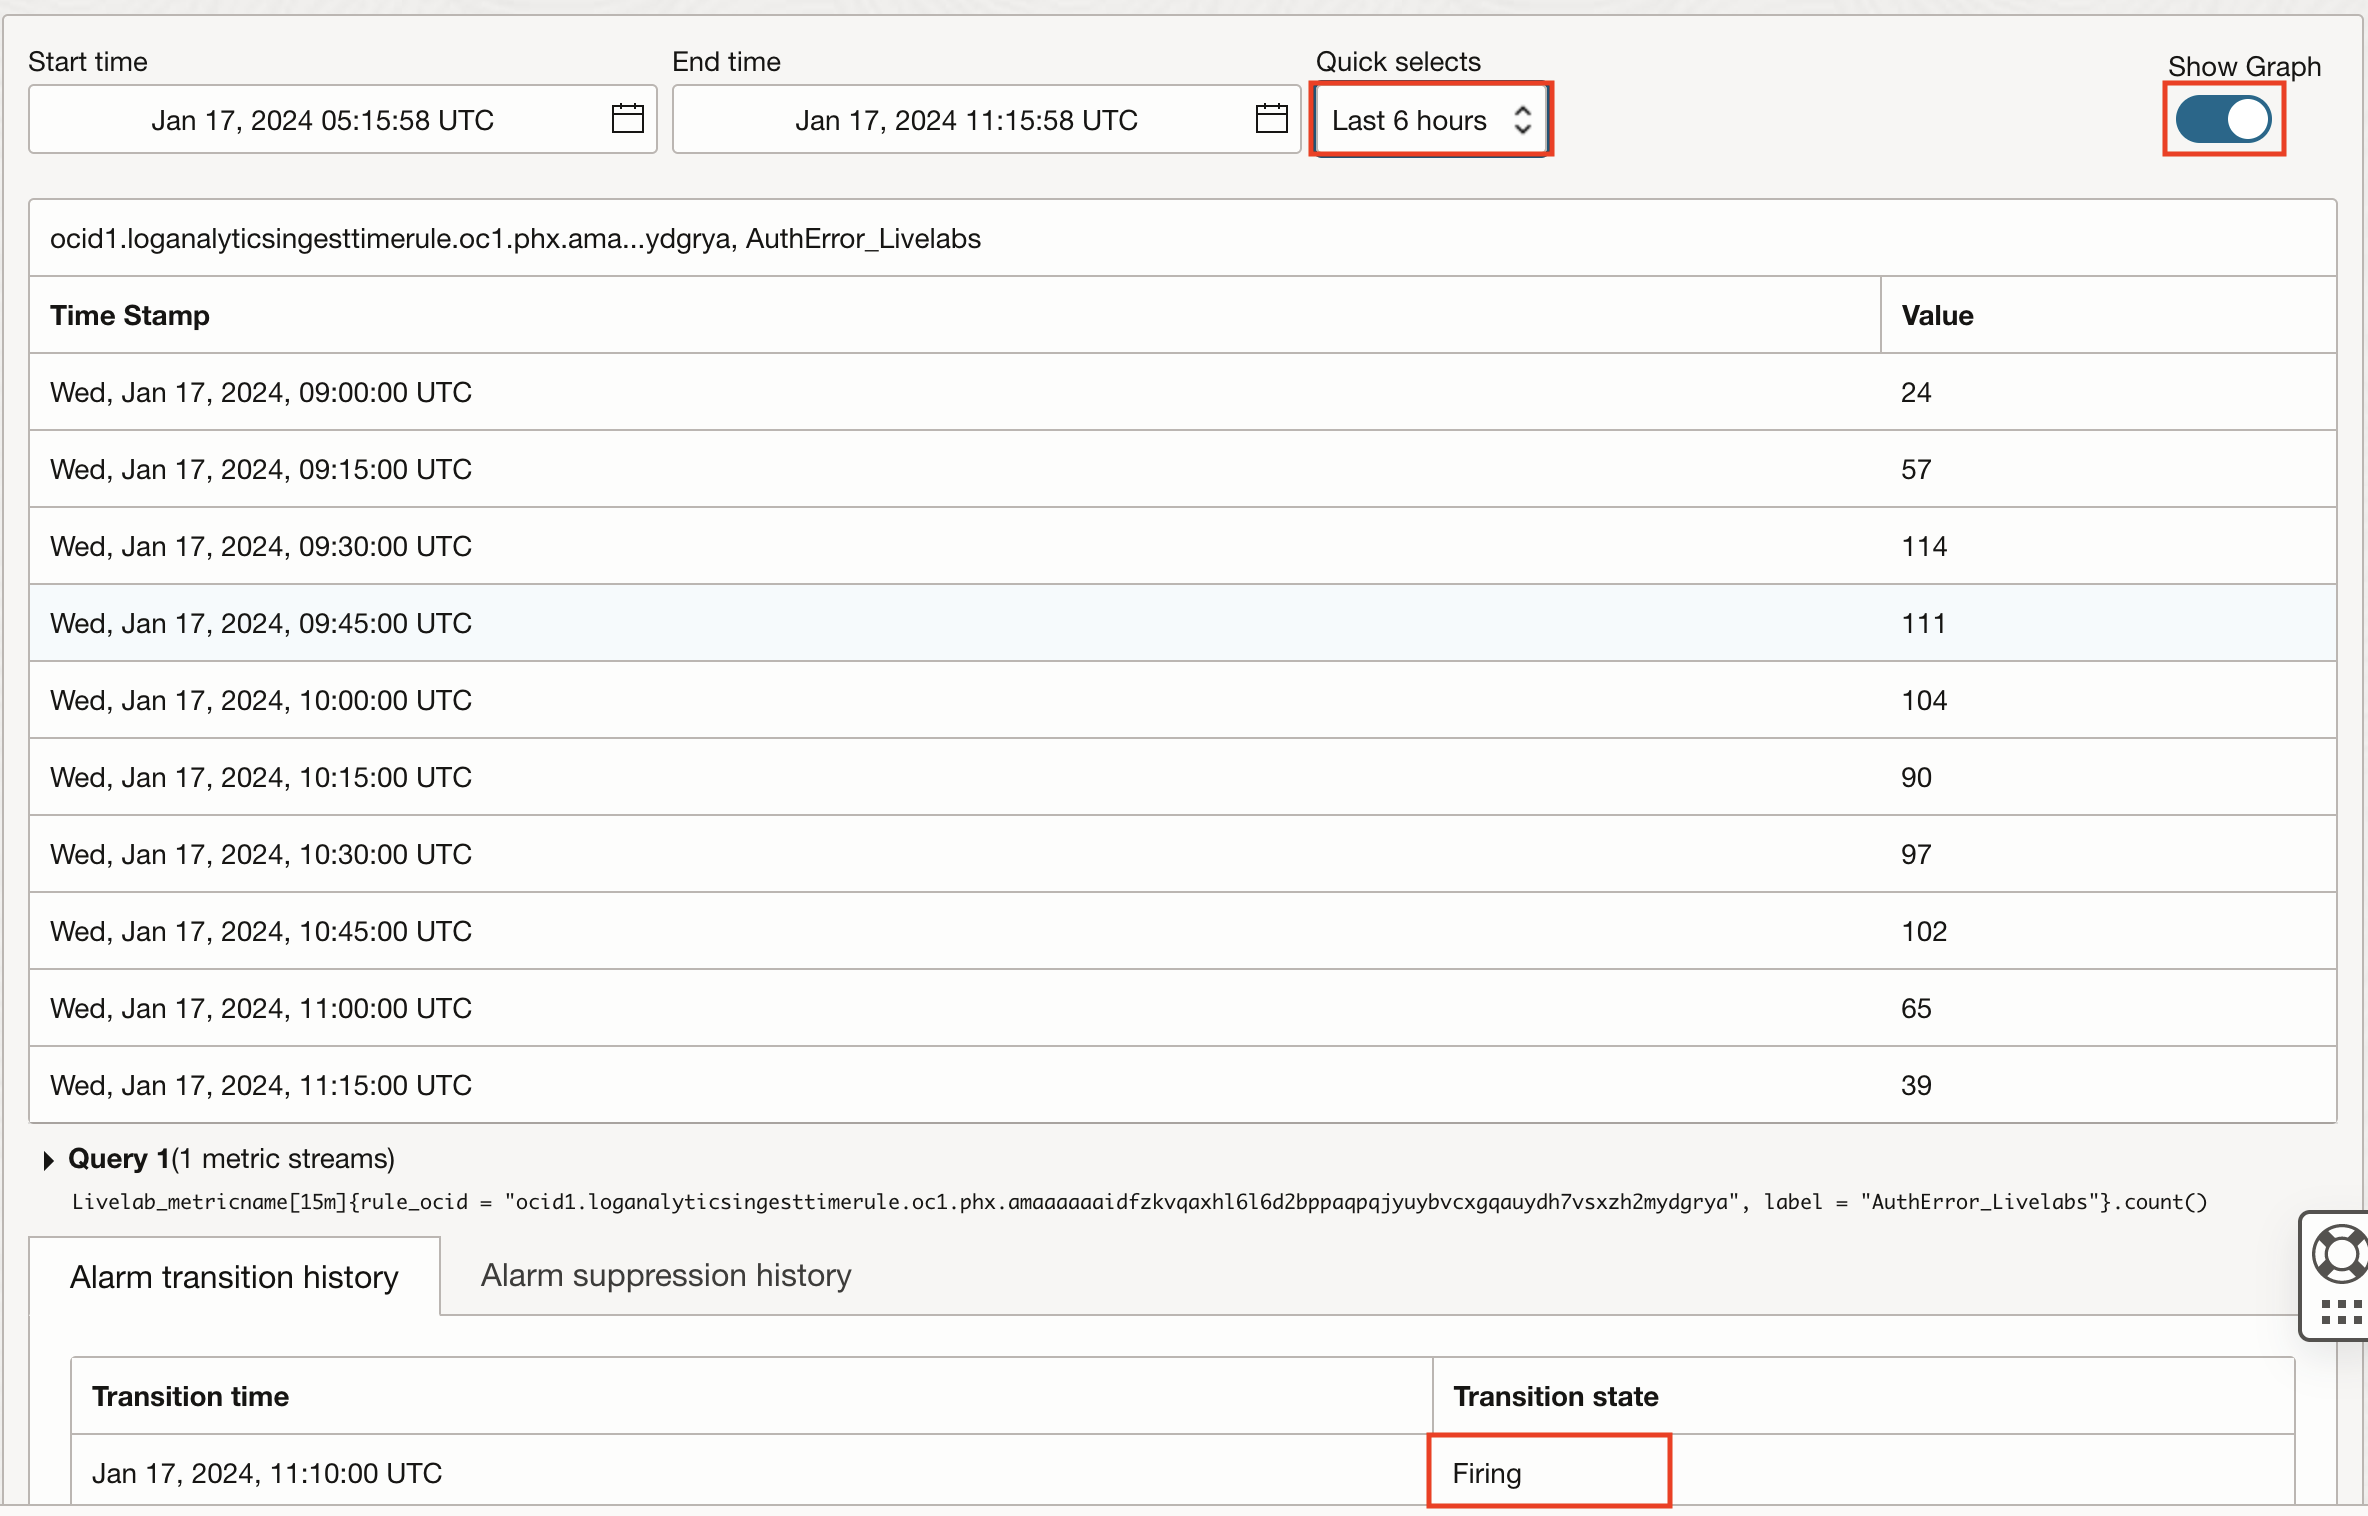 Start time
End time
Quick selects
Show Graph
Jan 17, 2024 05:15:58 UTC
Jan 17, 2024 11:15:58 UTC
Last 6 hours
ocid1.loganalyticsingesttimerule.oc1.phx.ama...ydgrya, AuthError_Livelabs
Time Stamp Value
Wed, Jan 17, 2024, 09:00:00 UTC 24
Wed, Jan 17, 2024, 09:15:00 UTC 57
Wed, Jan 17, 2024, 09:30:00 UTC 114
Wed, Jan 17, 2024, 09:45:00 UTC 111
Wed, Jan 17, 2024, 10:00:00 UTC 104
Wed, Jan 17, 2024, 10:15:00 UTC 90
Wed, Jan 17, 2024, 10:30:00 UTC 97
Wed, Jan 17, 2024, 10:45:00 UTC 102
Wed, Jan 17, 2024, 11:00:00 UTC 65
Wed, Jan 17, 2024, 11:15:00 UTC 39
Query 1(1 metric streams)
Livelab_metricname[15m]{rule_ocid = "ocid1.loganalyticsingesttimerule.oc1.phx.amaaaaaaidfzkvqaxhl6l6d2bppaqpqjyuybvcxgqauydh7vsxzh2mydgrya", label = "AuthError_Livelabs"}.count()
Alarm transition history
Alarm suppression history
Transition time Transition state
Jan 17, 2024, 11:10:00 UTC Firing